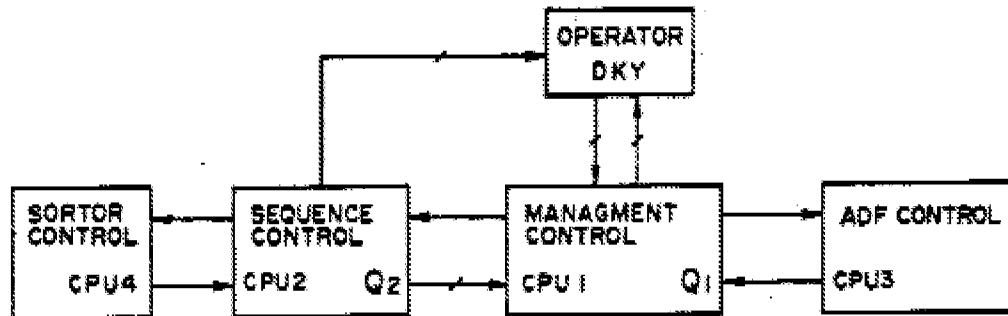 OPERATOR
DKY
SORTOR
CONTROL
CPU4
SEQUENCE
CONTROL
CPU2 Q2
MANAGMENT
CONTROL
CPU1 Q1
ADF CONTROL
CPU3